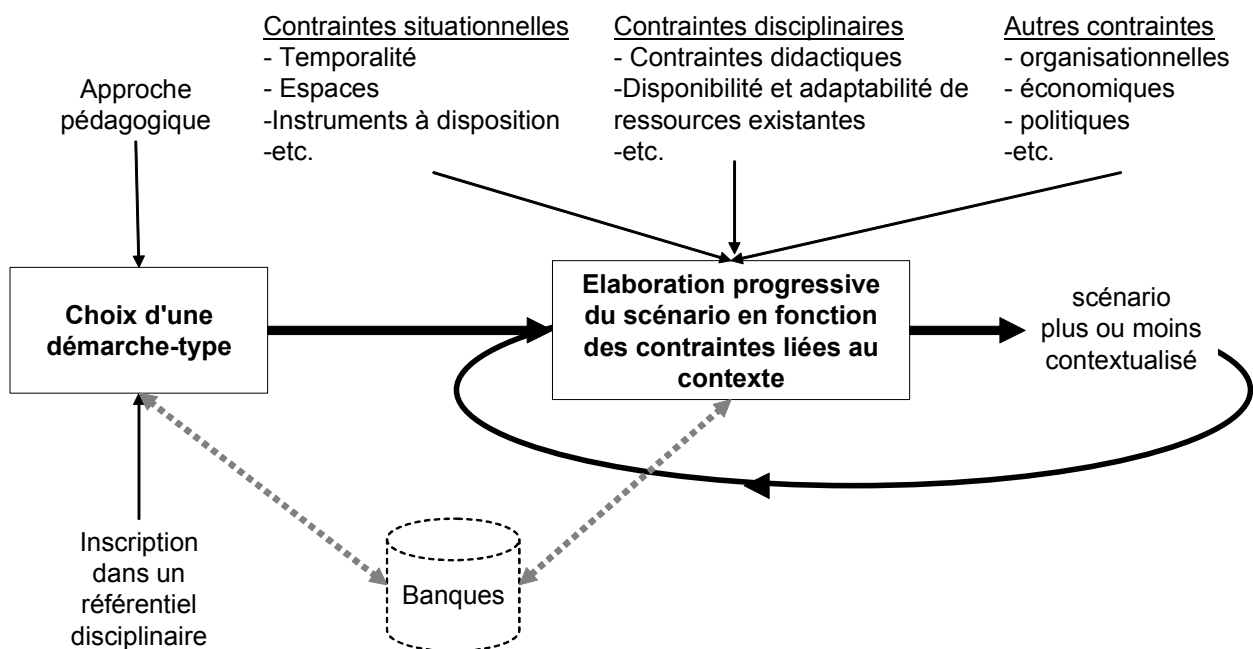 Contraintes situationnelles
- Temporalité
- Espaces
-Instruments à disposition
-etc.
Contraintes disciplinaires
- Contraintes didactiques
-Disponibilité et adaptabilité de
ressources existantes
-etc.
Autres contraintes
- organisationnelles
- économiques
- politiques
-etc.
Approche
pédagogique
Choix d'une
démarche-type
Elaboration progressive
du scénario en fonction
des contraintes liées au
contexte
scénario
plus ou moins
contextualisé
Inscription
dans un
référentiel
disciplinaire
Banques